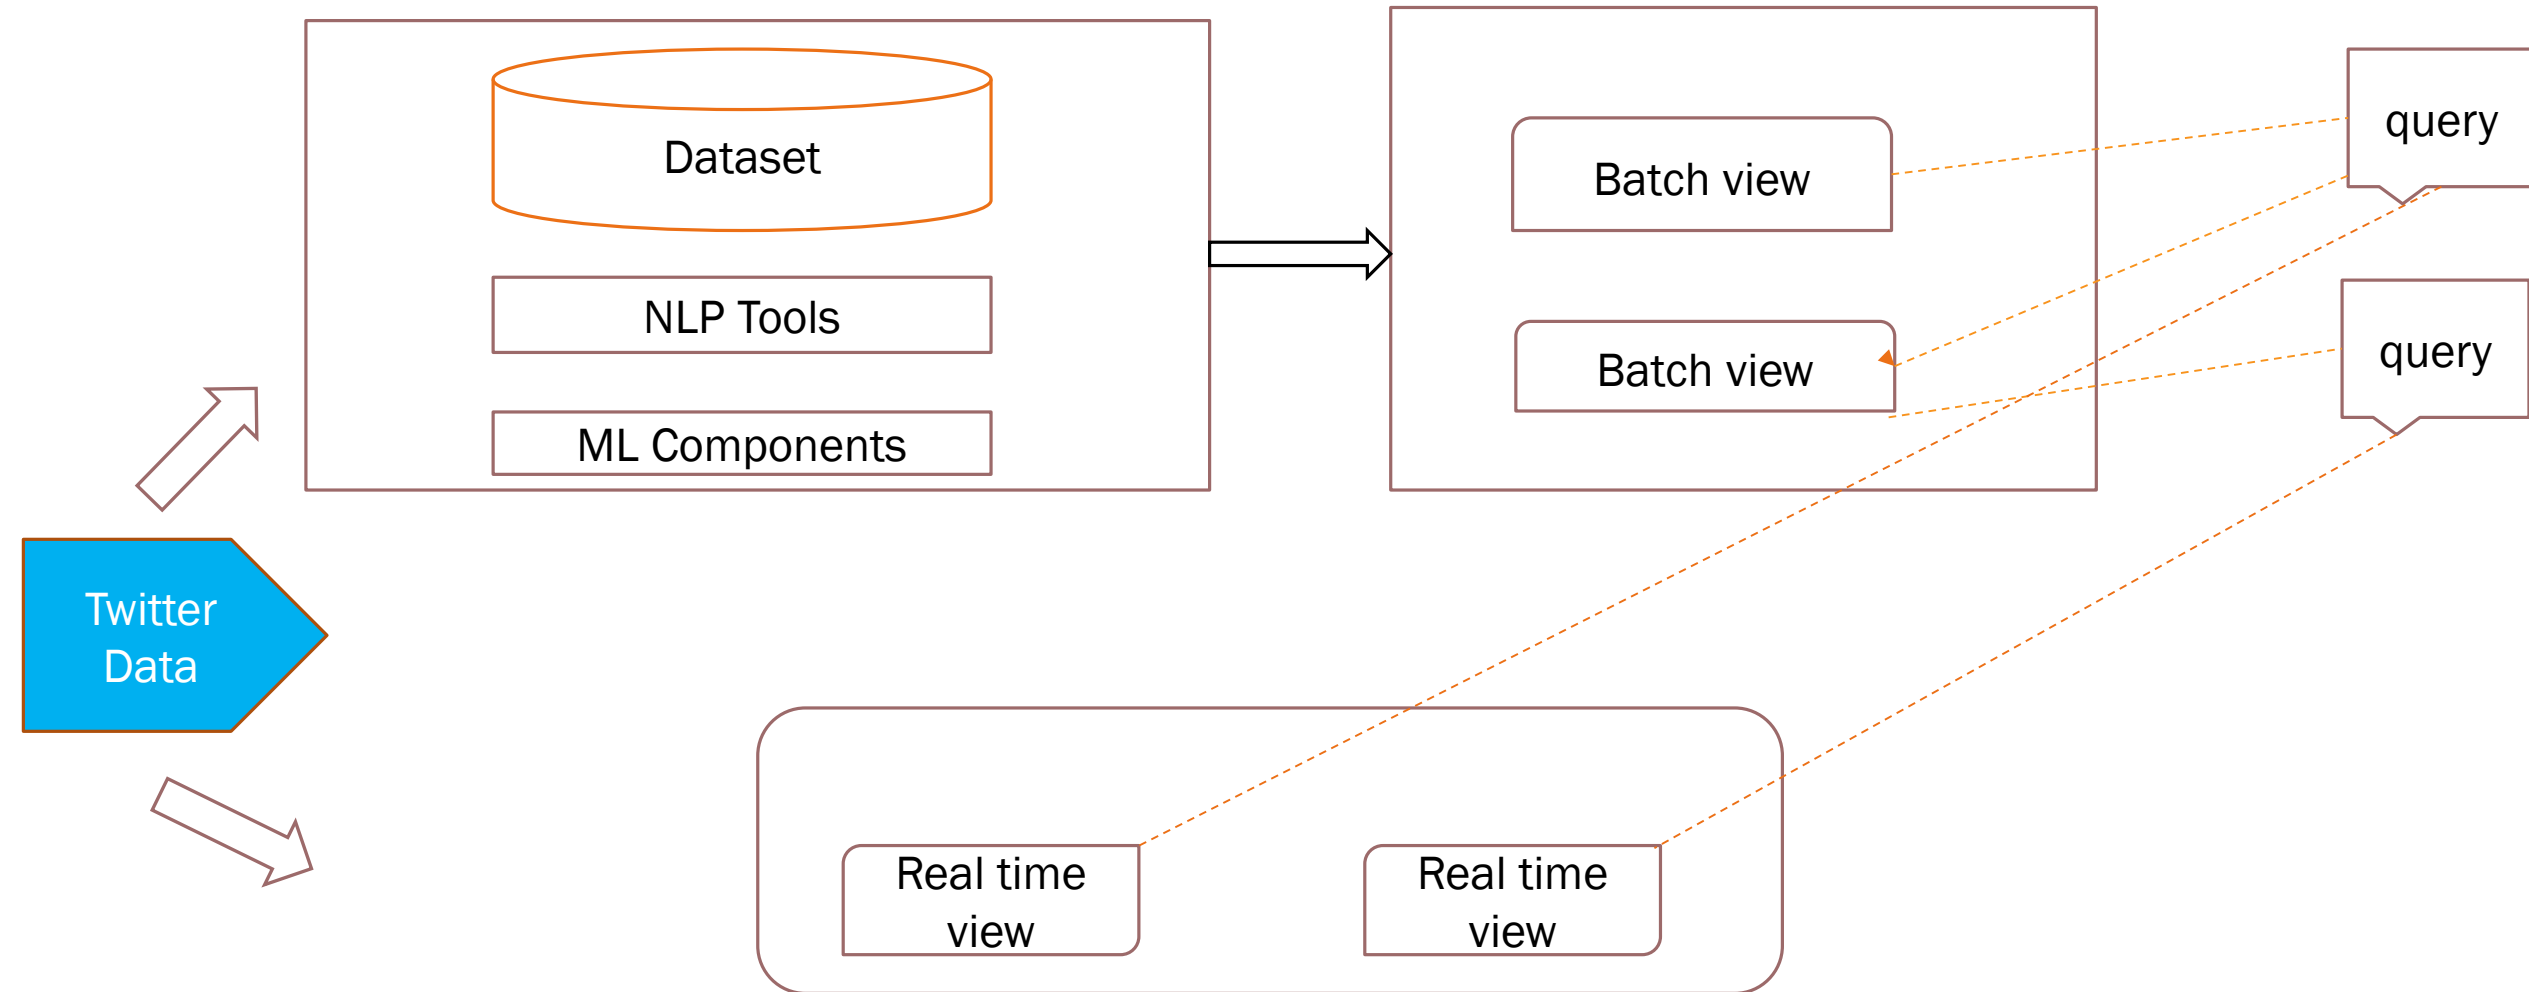 Dataset
NLP Tools
ML Components
Batch view
Batch view
query
query
Twitter
Data
Real time
view
Real time
view